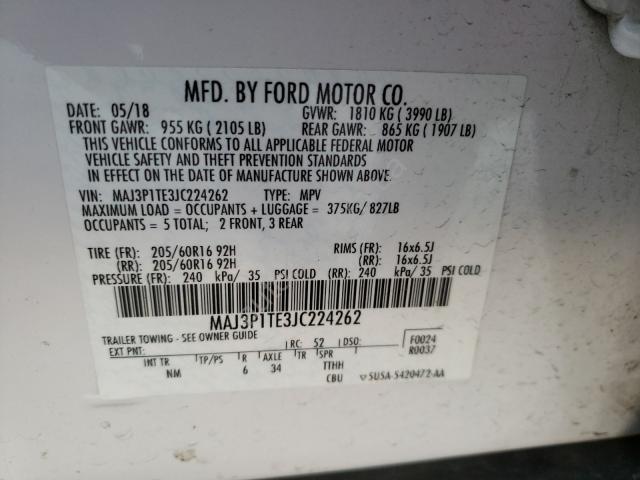 MFD. BY FORD MOTOR CO.
DATE: 05/18 GVWR: 1810 KG ( 3990 LB)
FRONT GAWR: 955 KG ( 2105 LB) REAR GAWR: 865 KG ( 1907 LB)
THIS VEHICLE CONFORMS TO ALL APPLICABLE FEDERAL MOTOR
VEHICLE SAFETY AND THEFT PREVENTION STANDARDS
IN EFFECT ON THE DATE OF MANUFACTURE SHOWN ABOVE.
VIN: MAJ3P1TE3JC224262 TYPE: MPV
MAXIMUM LOAD = OCCUPANTS + LUGGAGE = 375KG/ 827LB
OCCUPANTS = 5 TOTAL; 2 FRONT, 3 REAR
TIRE (FR): 205/60R16 92H RIMS (FR): 16x6.5J
(RR): 205/60R16 92H (RR): 16x6.5J
PRESSURE (FR): 240 kPa/ 35 PSI COLD (RR): 240 kPa/ 35 PSI COLD
MAJ3P1TE3JC224262
TRAILER TOWING - SEE OWNER GUIDE
EXT PNT: RC: 52 DSO: F0024
R0037
INT TR TP/PS R AXLE TR SPR
NM 6 34 TTHH
CBU SU5A-5420472-AA